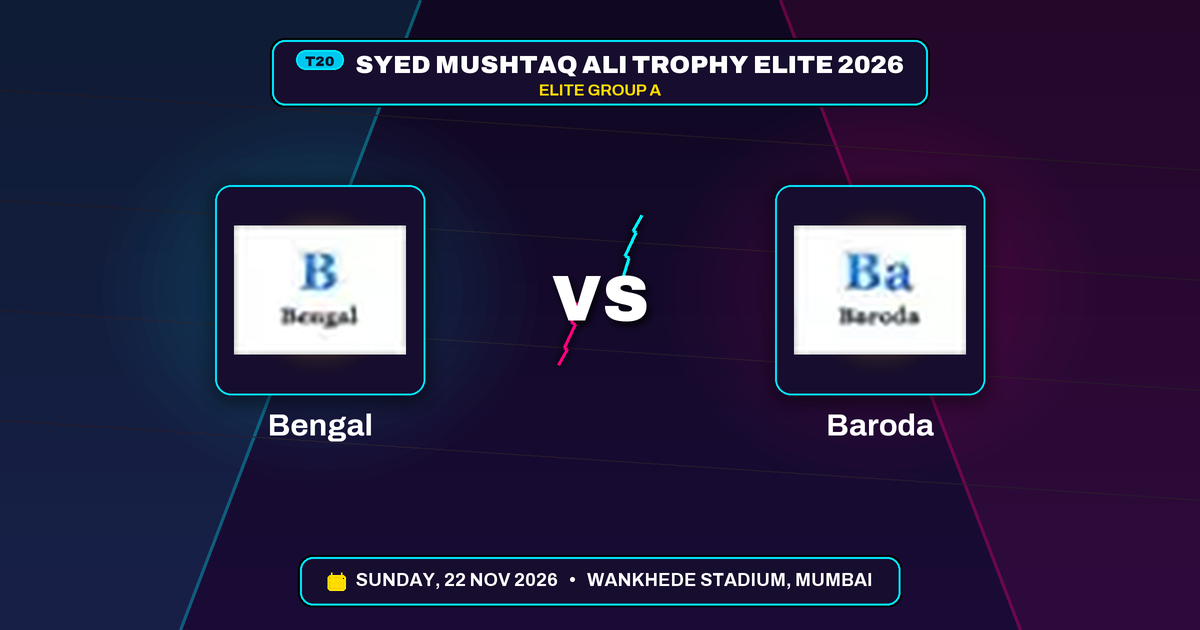 T20 SYED MUSHTAQ ALI TROPHY ELITE 2026
ELITE GROUP A
B
Bengal
VS
Ba
Baroda
Bengal
Baroda
SUNDAY, 22 NOV 2026 • WANKHEDE STADIUM, MUMBAI